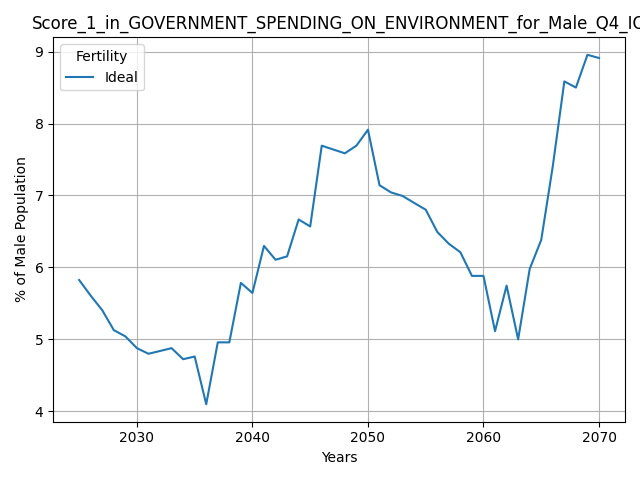 Score_1_in_GOVERNMENT_SPENDING_ON_ENVIRONMENT_for_Male_Q4_IC
Fertility
Ideal
% of Male Population
9
8
7
6
5
4
2030 2040 2050 2060 2070
Years